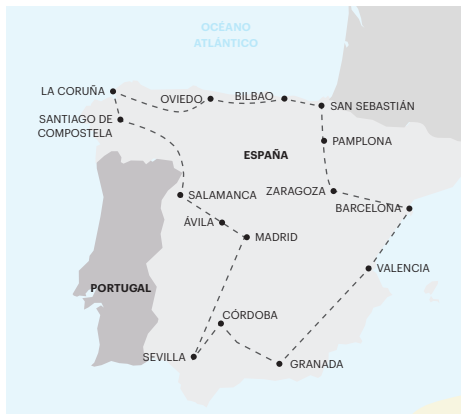 OCÉANO
ATLÁNTICO
LA CORUÑA
OVIEDO
BILBAO
SAN SEBASTIÁN
SANTIAGO DE
COMPOSTELA
PAMPLONA
ESPAÑA
SALAMANCA
ZARAGOZA
BARCELONA
ÁVILA
MADRID
VALENCIA
PORTUGAL
CÓRDOBA
SEVILLA
GRANADA